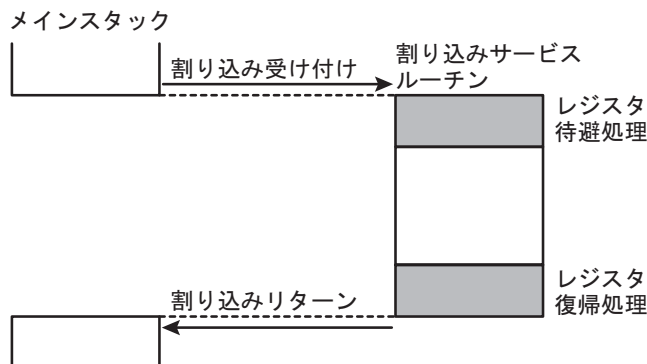 メインスタック
割り込み受け付け
割り込みサービス
ルーチン
レジスタ
待避処理
レジスタ
復帰処理
割り込みリターン